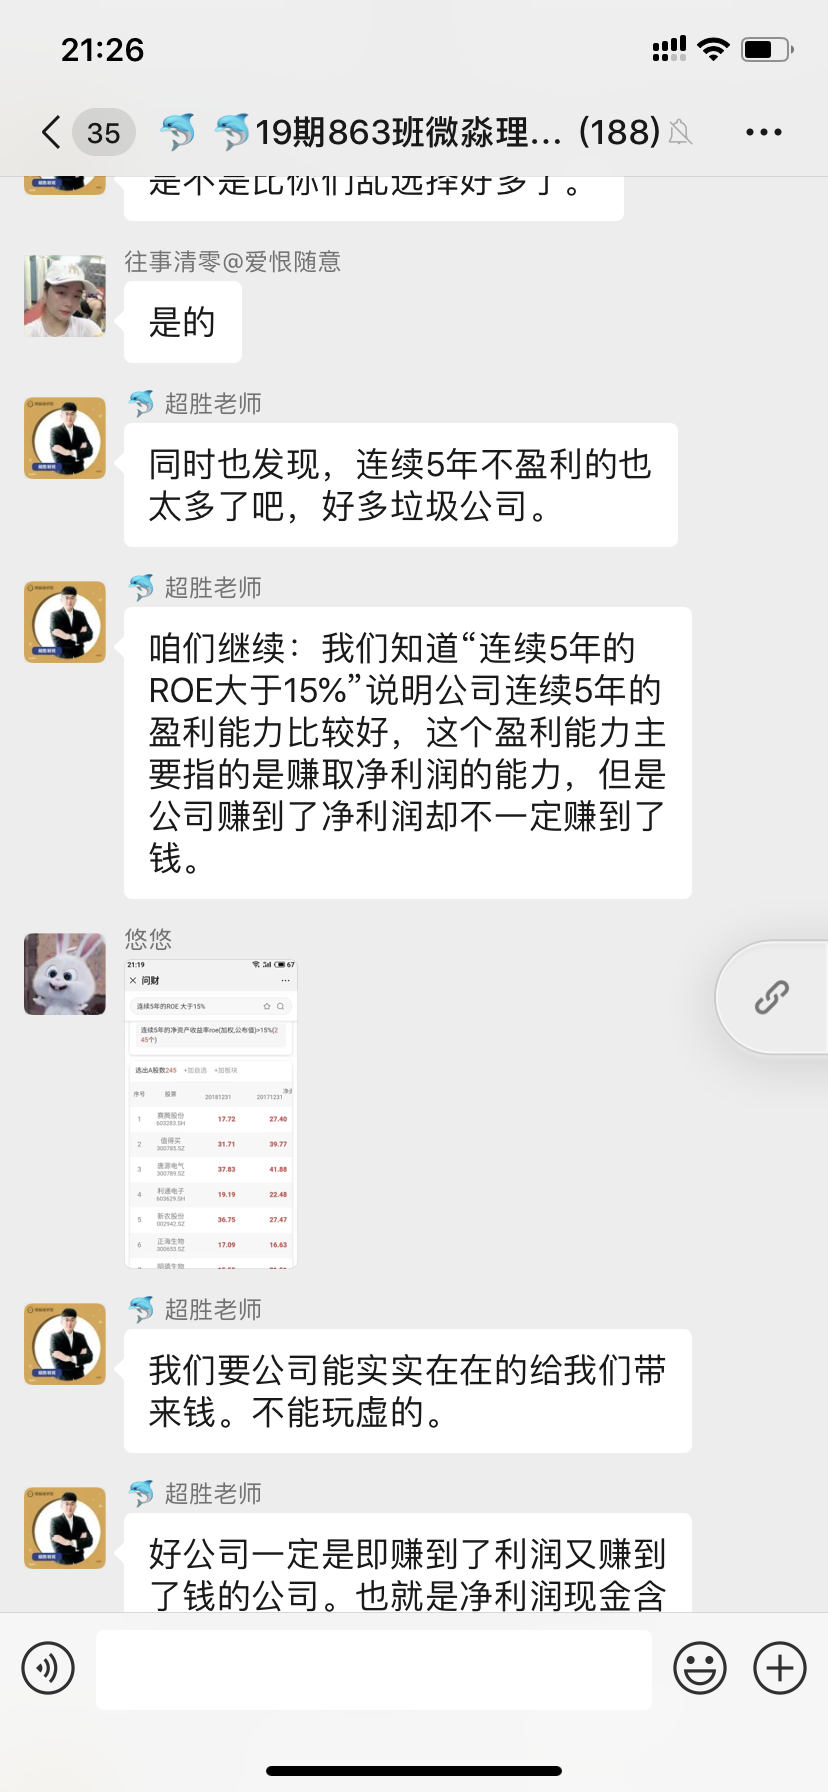 21:26
35
19期863班微淼理... (188)
是不是比你们乱选择好多了。
往事清零@爱恨随意
是的
超胜老师
同时也发现，连续5年不盈利的也
太多了吧，好多垃圾公司。
超胜老师
咱们继续：我们知道“连续5年的
ROE大于15%”说明公司连续5年的
盈利能力比较好，这个盈利能力主
要指的是赚取净利润的能力，但是
公司赚到了净利润却不一定赚到了
钱。
悠悠
21:19 67
问财
连续5年的ROE 大于15%
连续5年的净资产收益率roe(加权,公布值)>15%(2
45个)
选出A股数245 +加自选 +加板块
序号 股票 20181231 20171231
1 赛腾股份 603283.SH 17.72 27.40
2 值得买 300785.SZ 31.71 39.77
3 唐源电气 300789.SZ 37.83 41.88
4 利通电子 603629.SH 19.19 22.48
5 新农股份 002942.SZ 36.75 27.47
6 正海生物 300653.SZ 17.09 16.63
超胜老师
我们要公司能实实在在的给我们带
来钱。不能玩虚的。
超胜老师
好公司一定是即赚到了利润又赚到
了钱的公司。也就是净利润现金含